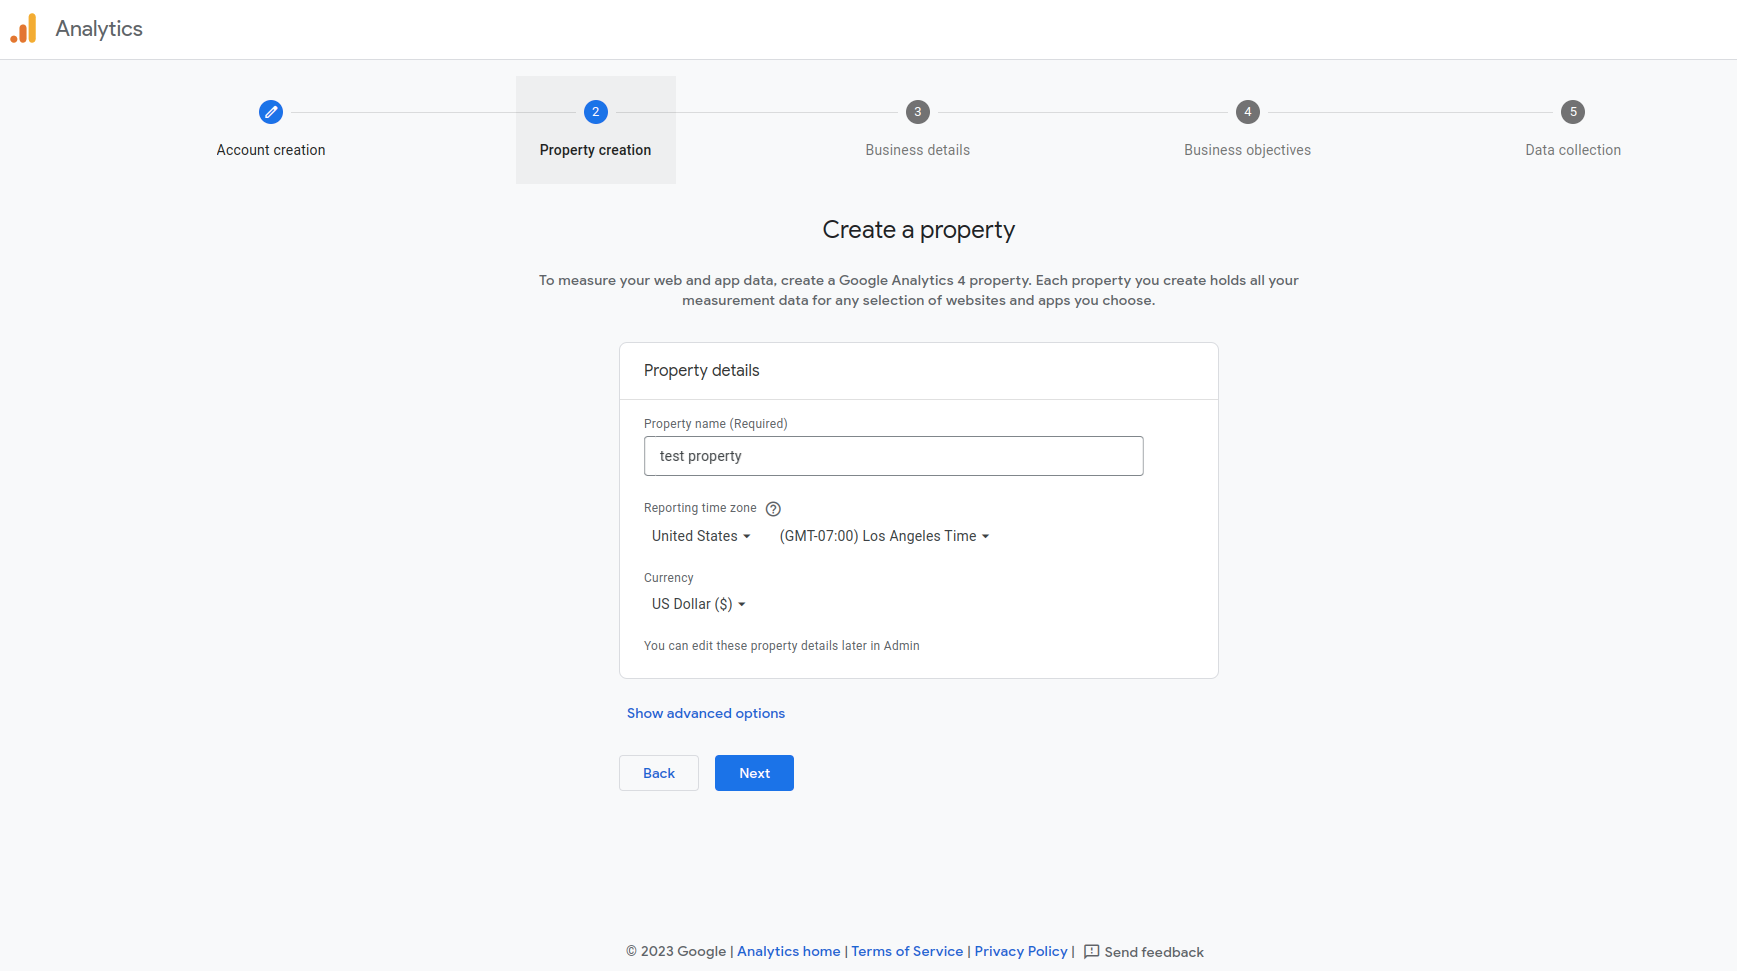 Analytics
2
3
4
5
Account creation
Property creation
Business details
Business objectives
Data collection
Create a property
To measure your web and app data, create a Google Analytics 4 property. Each property you create holds all your
measurement data for any selection of websites and apps you choose.
Property details
Property name (Required)
test property
Reporting time zone ?
United States (GMT-07:00) Los Angeles Time
Currency
US Dollar ($)
You can edit these property details later in Admin
Show advanced options
Back
Next
© 2023 Google | Analytics home | Terms of Service | Privacy Policy | Send feedback